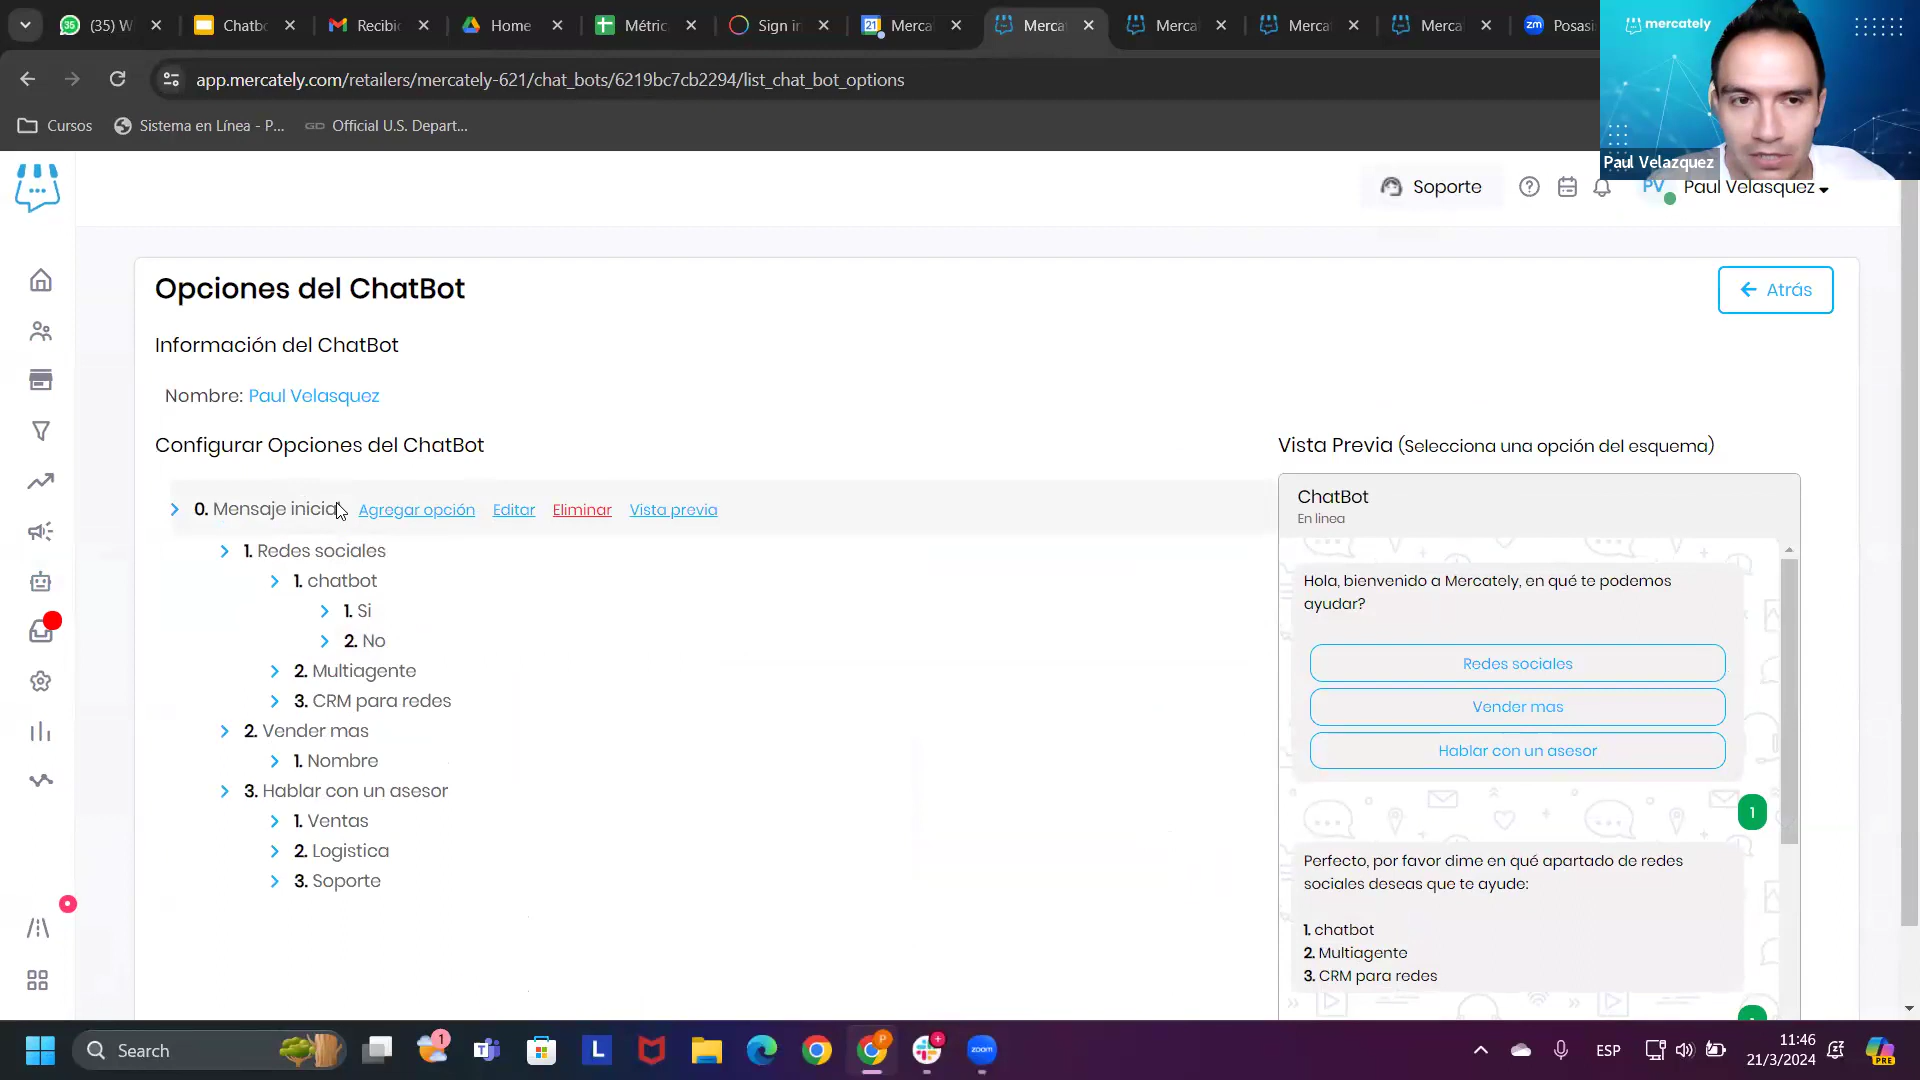 (35) W
Chatb
Recibi
Home
Métric
Sign in
Merca
Merca
Merca
Merca
Merca
zm Posasi
app.mercately.com/retailers/mercately-621/chat_bots/6219bc7cb2294/list_chat_bot_options
Cursos
Sistema en Línea - P...
Official U.S. Depart...
mercately
Paul Velazquez
Soporte
PV Paul Velasquez
Opciones del ChatBot
Atrás
Información del ChatBot
Nombre: Paul Velasquez
Configurar Opciones del ChatBot
0. Mensaje inicial Agregar opción Editar Eliminar Vista previa
1. Redes sociales
1. chatbot
1. Si
2. No
2. Multiagente
3. CRM para redes
2. Vender mas
1. Nombre
3. Hablar con un asesor
1. Ventas
2. Logistica
3. Soporte
Vista Previa (Selecciona una opción del esquema)
ChatBot
En línea
Hola, bienvenido a Mercately, en qué te podemos
ayudar?
Redes sociales
Vender mas
Hablar con un asesor
1
Perfecto, por favor dime en qué apartado de redes
sociales deseas que te ayude:
1. chatbot
2. Multiagente
3. CRM para redes
Search
1
L
zoom
ESP
11:46
21/3/2024
PRE